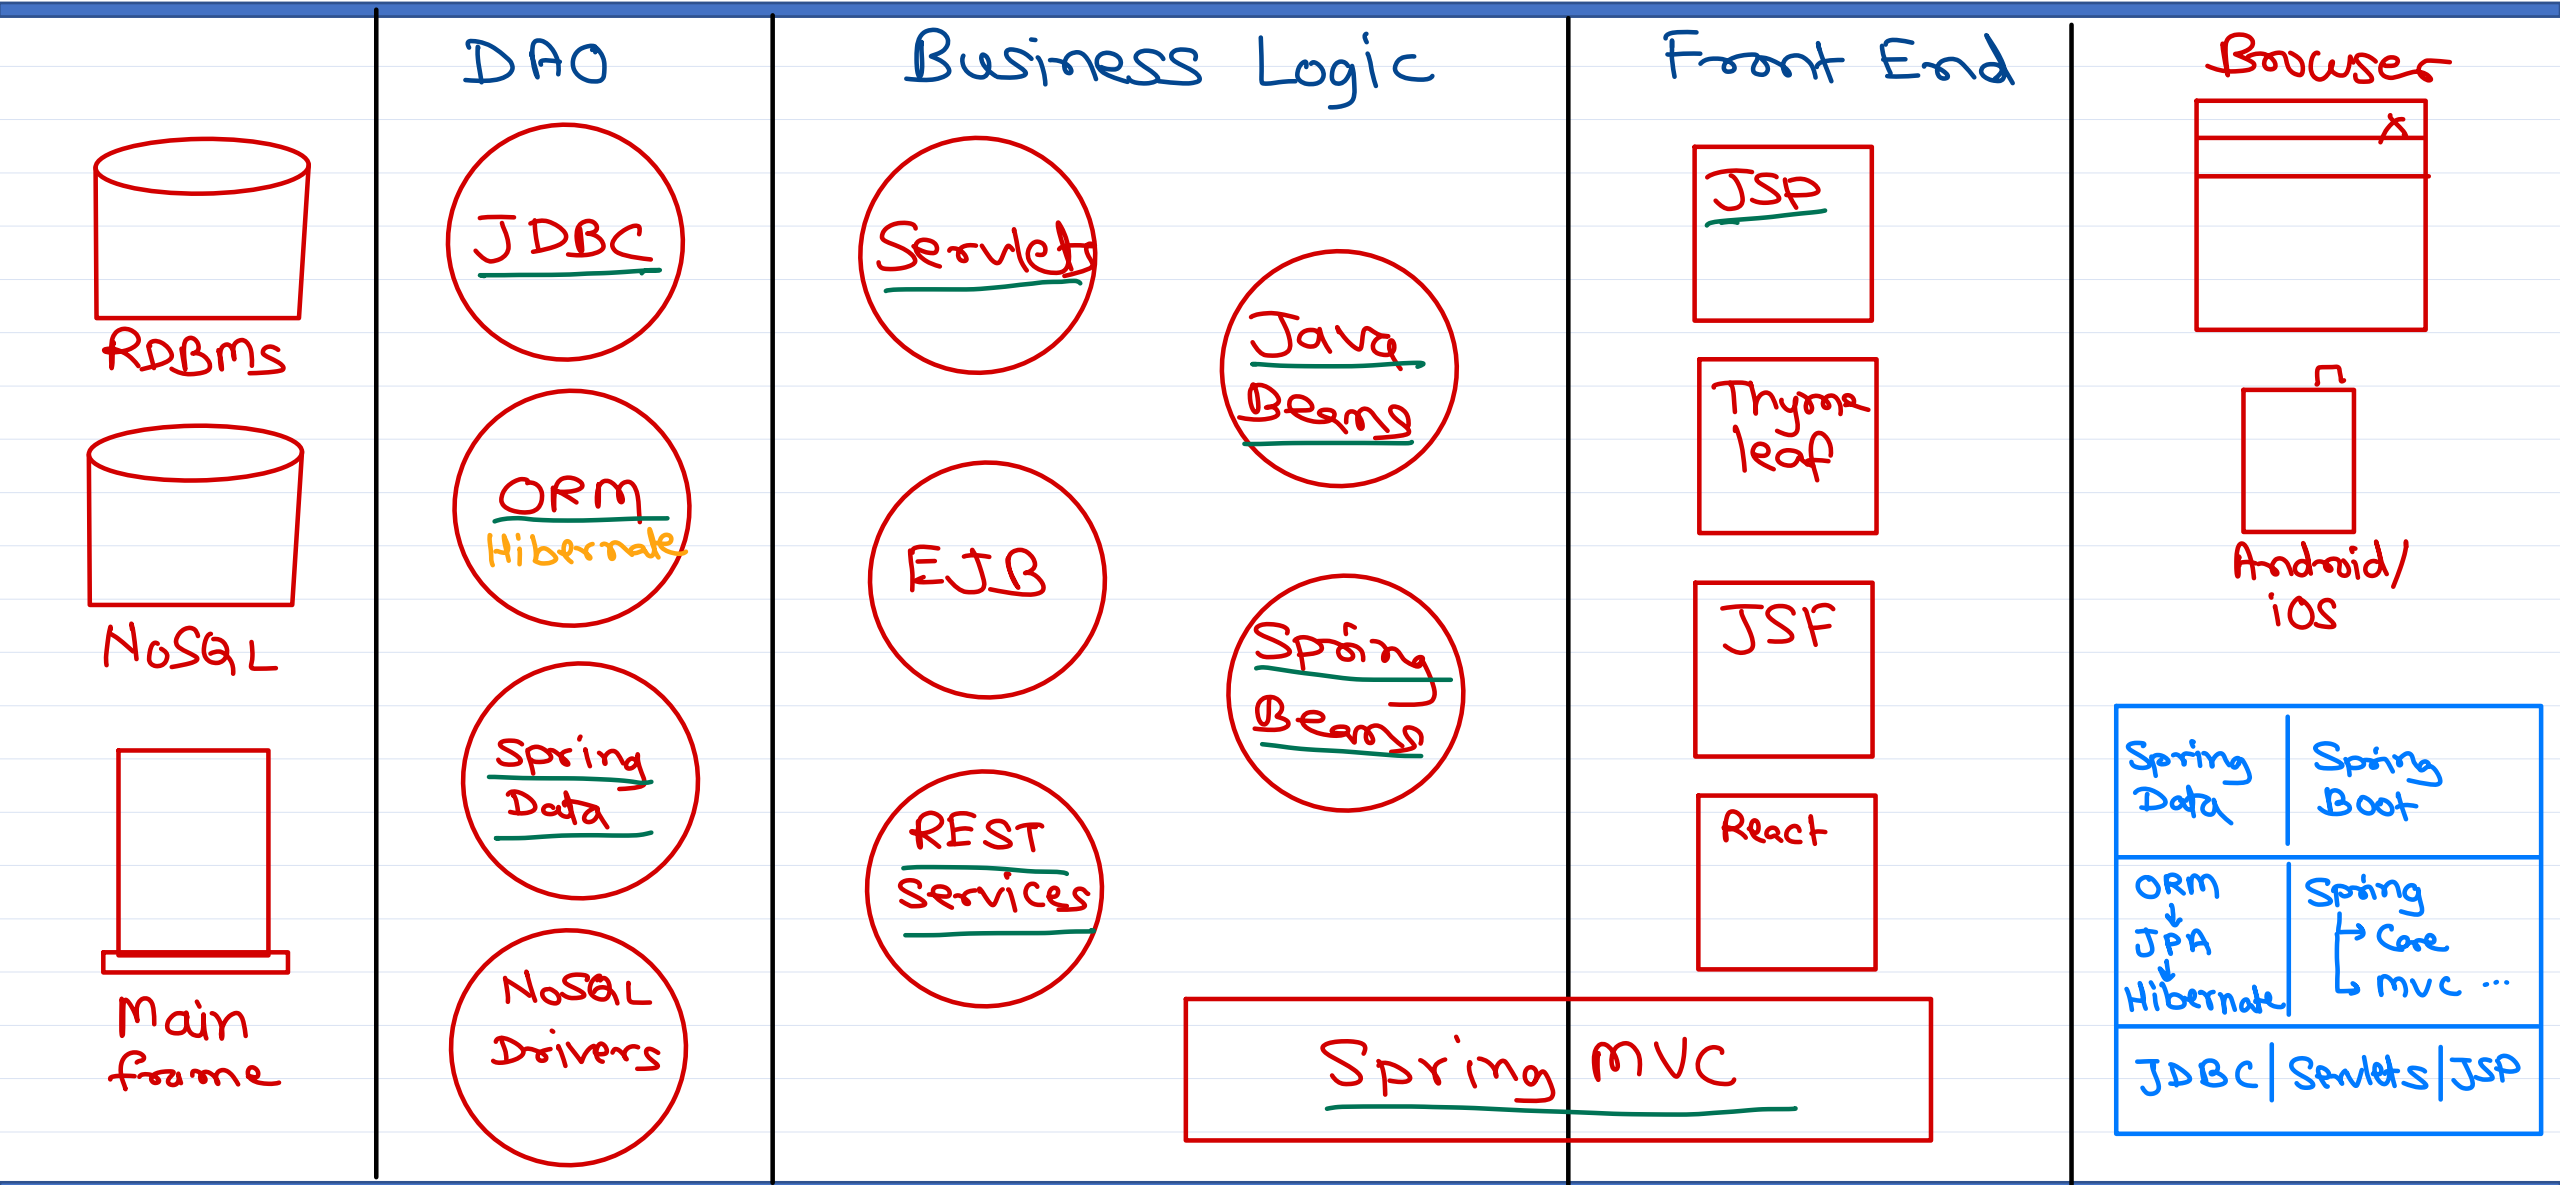 DAO
Business Logic
Front End
Browser
X
RDBMS
NoSQL
Main
frame
JDBC
ORM
Hibernate
Spring
Data
NoSQL
Drivers
Servlets
Java
Beans
EJB
Spring
Beans
REST
Services
JSP
Thyme
leaf
JSF
React
Spring MVC
Android/
iOS
Spring
Data
Spring
Boot
ORM
JPA
Hibernate
Spring
Core
MVC ...
JDBC | Servlets | JSP